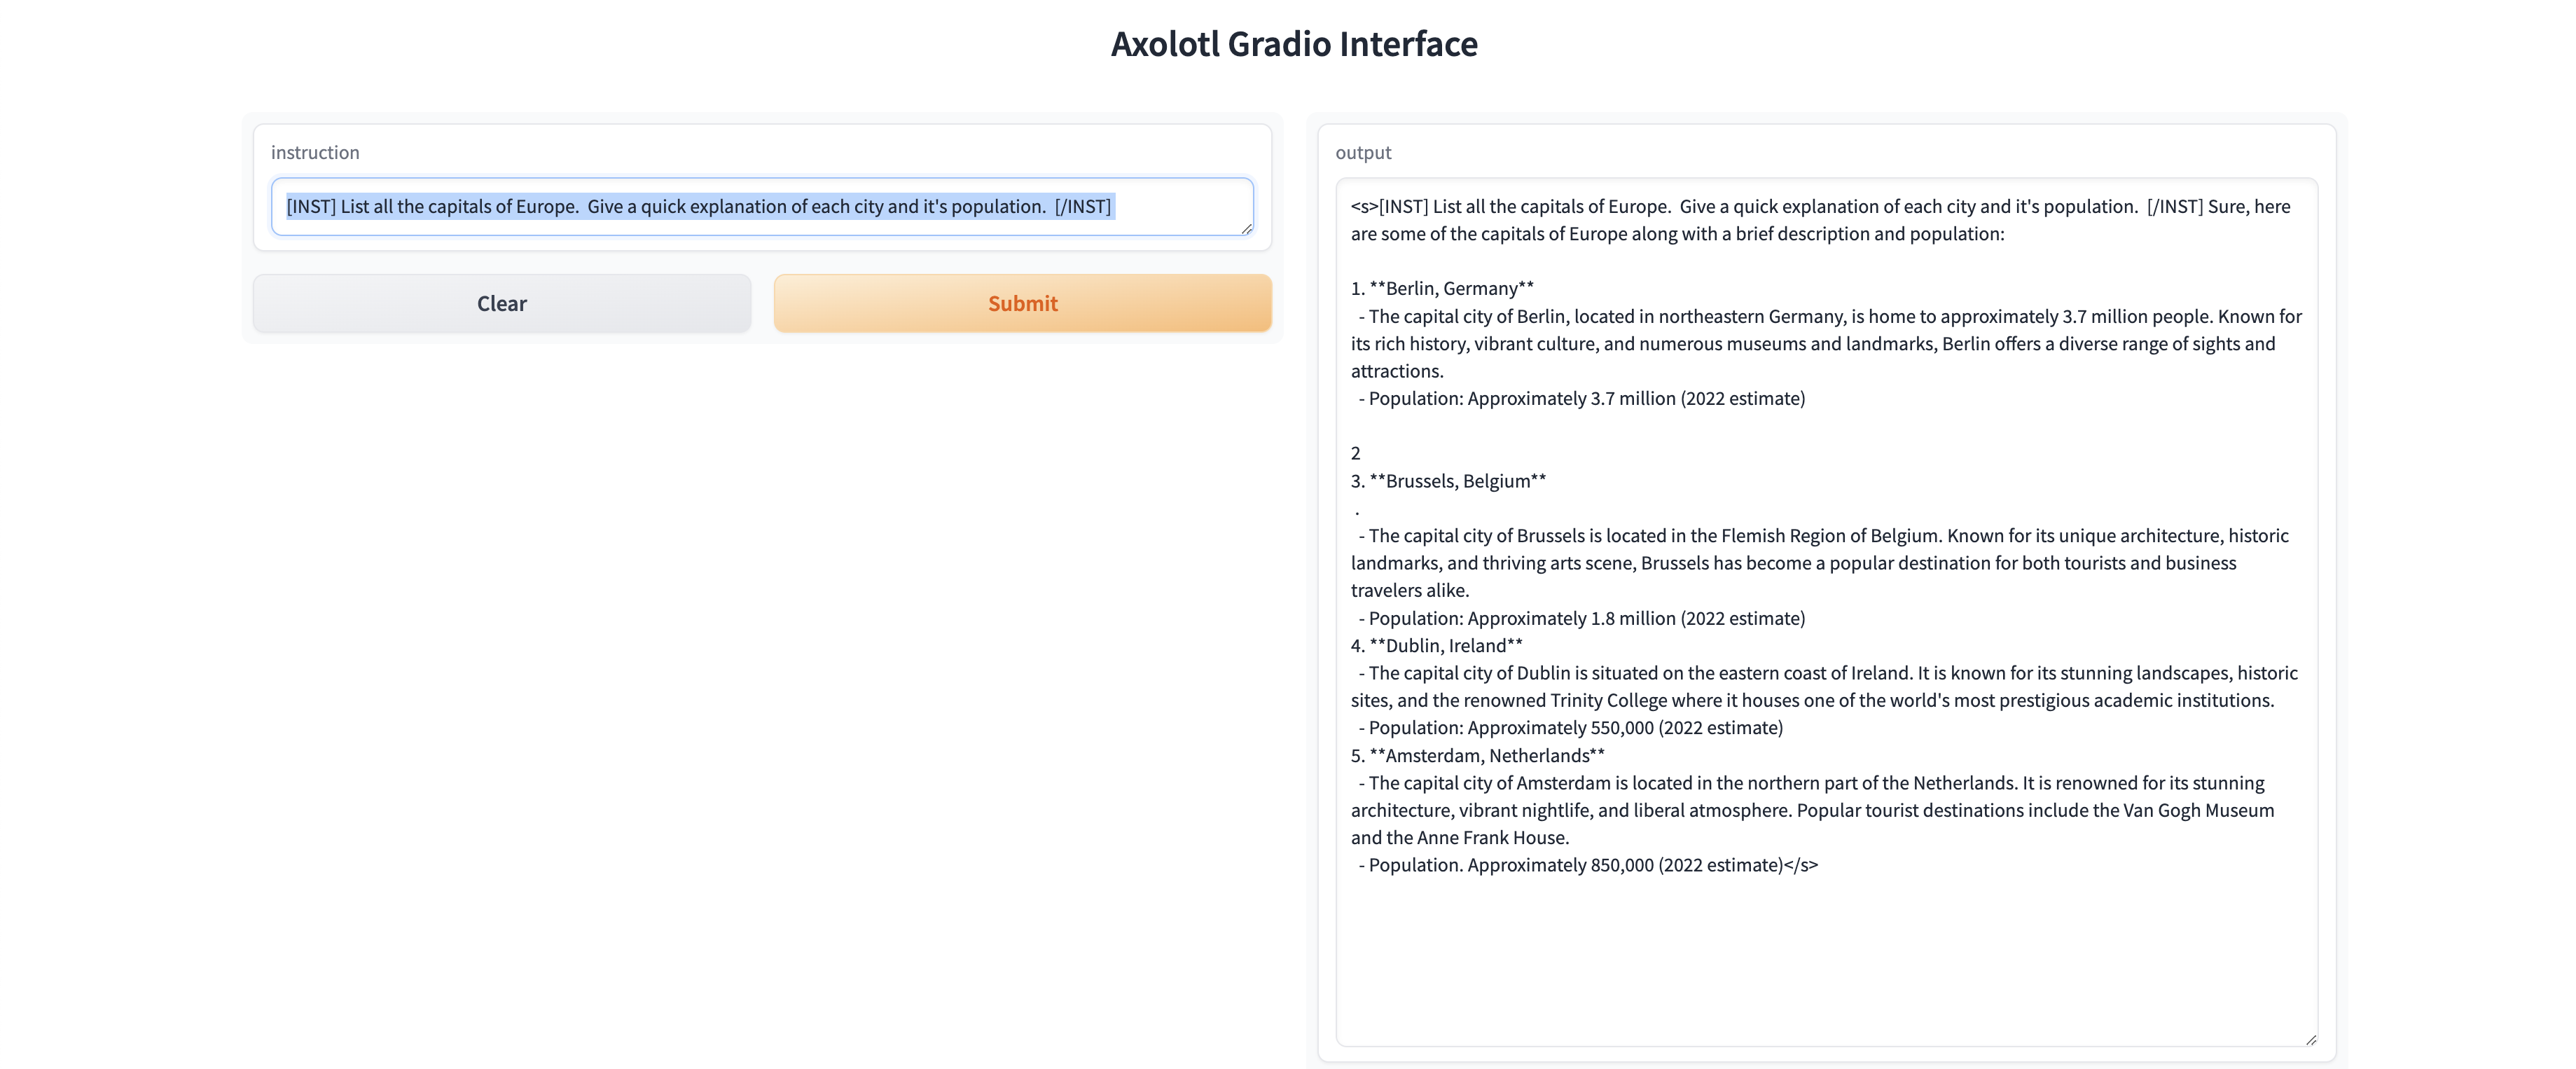 Axolotl Gradio Interface
instruction
[INST] List all the capitals of Europe.  Give a quick explanation of each city and it's population.  [/INST]
Clear
Submit
output
<s>[INST] List all the capitals of Europe.  Give a quick explanation of each city and it's population.  [/INST] Sure, here
are some of the capitals of Europe along with a brief description and population:
1. **Berlin, Germany**
- The capital city of Berlin, located in northeastern Germany, is home to approximately 3.7 million people. Known for
its rich history, vibrant culture, and numerous museums and landmarks, Berlin offers a diverse range of sights and
attractions.
- Population: Approximately 3.7 million (2022 estimate)
2
3. **Brussels, Belgium**
.
- The capital city of Brussels is located in the Flemish Region of Belgium. Known for its unique architecture, historic
landmarks, and thriving arts scene, Brussels has become a popular destination for both tourists and business
travelers alike.
- Population: Approximately 1.8 million (2022 estimate)
4. **Dublin, Ireland**
- The capital city of Dublin is situated on the eastern coast of Ireland. It is known for its stunning landscapes, historic
sites, and the renowned Trinity College where it houses one of the world's most prestigious academic institutions.
- Population: Approximately 550,000 (2022 estimate)
5. **Amsterdam, Netherlands**
- The capital city of Amsterdam is located in the northern part of the Netherlands. It is renowned for its stunning
architecture, vibrant nightlife, and liberal atmosphere. Popular tourist destinations include the Van Gogh Museum
and the Anne Frank House.
- Population. Approximately 850,000 (2022 estimate)</s>